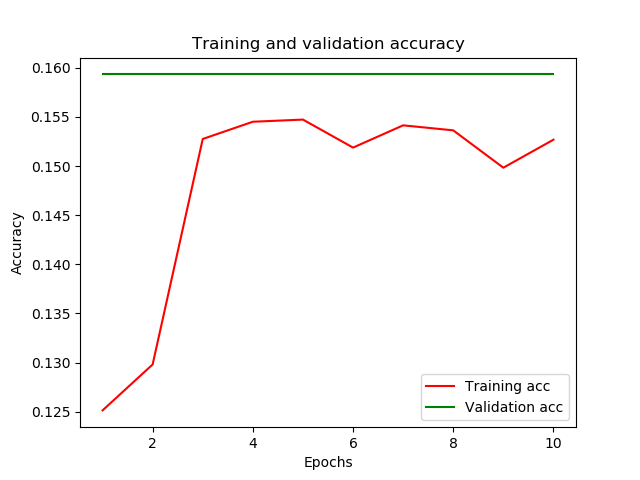 Training and validation accuracy
0.160
0.155
0.150
0.145
0.140
0.135
0.130
0.125
Accuracy
Training acc
Validation acc
2 4 6 8 10
Epochs